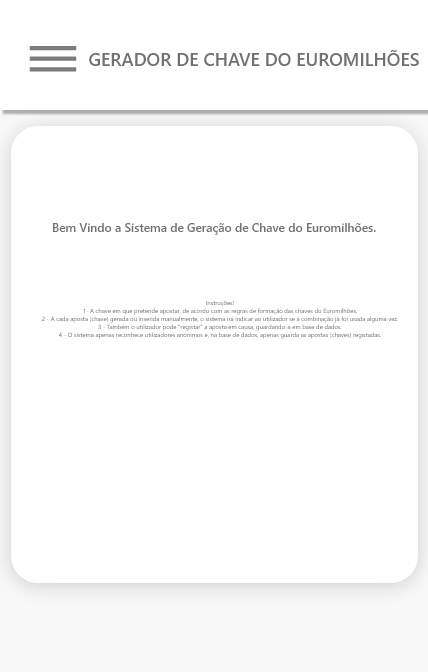 GERADOR DE CHAVE DO EUROMILHÕES
Bem Vindo a Sistema de Geração de Chave do Euromilhões.
Instruções!
1- A chave em que pretende apostar, de acordo com as regras de formação das chaves do Euromilhões.
2 - A cada aposta (chave) gerada ou inserida manualmente, o sistema irá indicar ao utilizador se a combinação já foi usada alguma vez.
3 - Também o utilizador pode "registar" a aposta em causa, guardando-a em base de dados.
4 - O sistema apenas reconhece utilizadores anónimos e, na base de dados, apenas guarda as apostas (chaves) registadas.